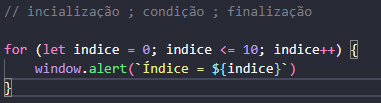 // incialização ; condição ; finalização
for (let indice = 0; indice <= 10; indice++) {
window.alert(`Índice = ${indice}`)
}